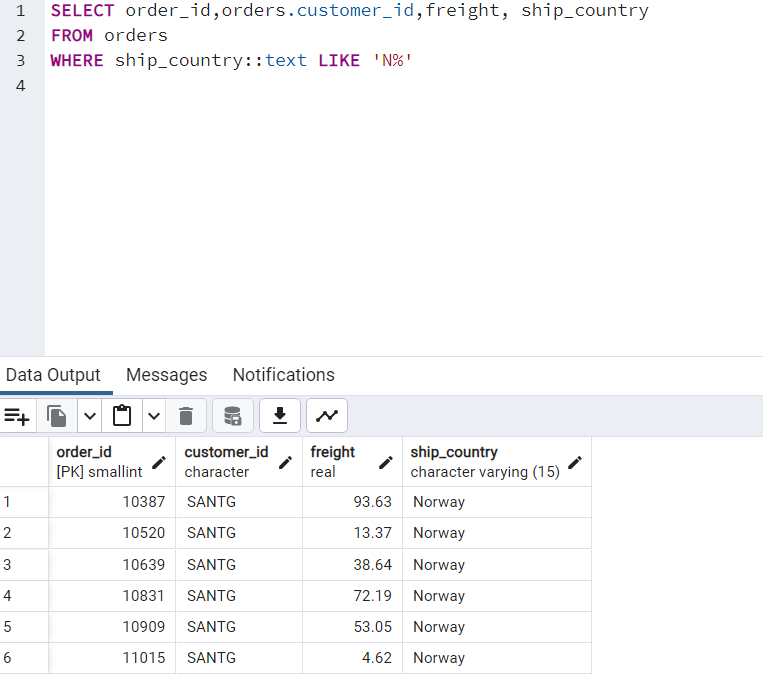 1 SELECT order_id,orders.customer_id,freight, ship_country
2 FROM orders
3 WHERE ship_country::text LIKE 'N%'
4
Data Output Messages Notifications
order_id customer_id freight ship_country
[PK] smallint character real character varying (15)
1 10387 SANTG 93.63 Norway
2 10520 SANTG 13.37 Norway
3 10639 SANTG 38.64 Norway
4 10831 SANTG 72.19 Norway
5 10909 SANTG 53.05 Norway
6 11015 SANTG 4.62 Norway